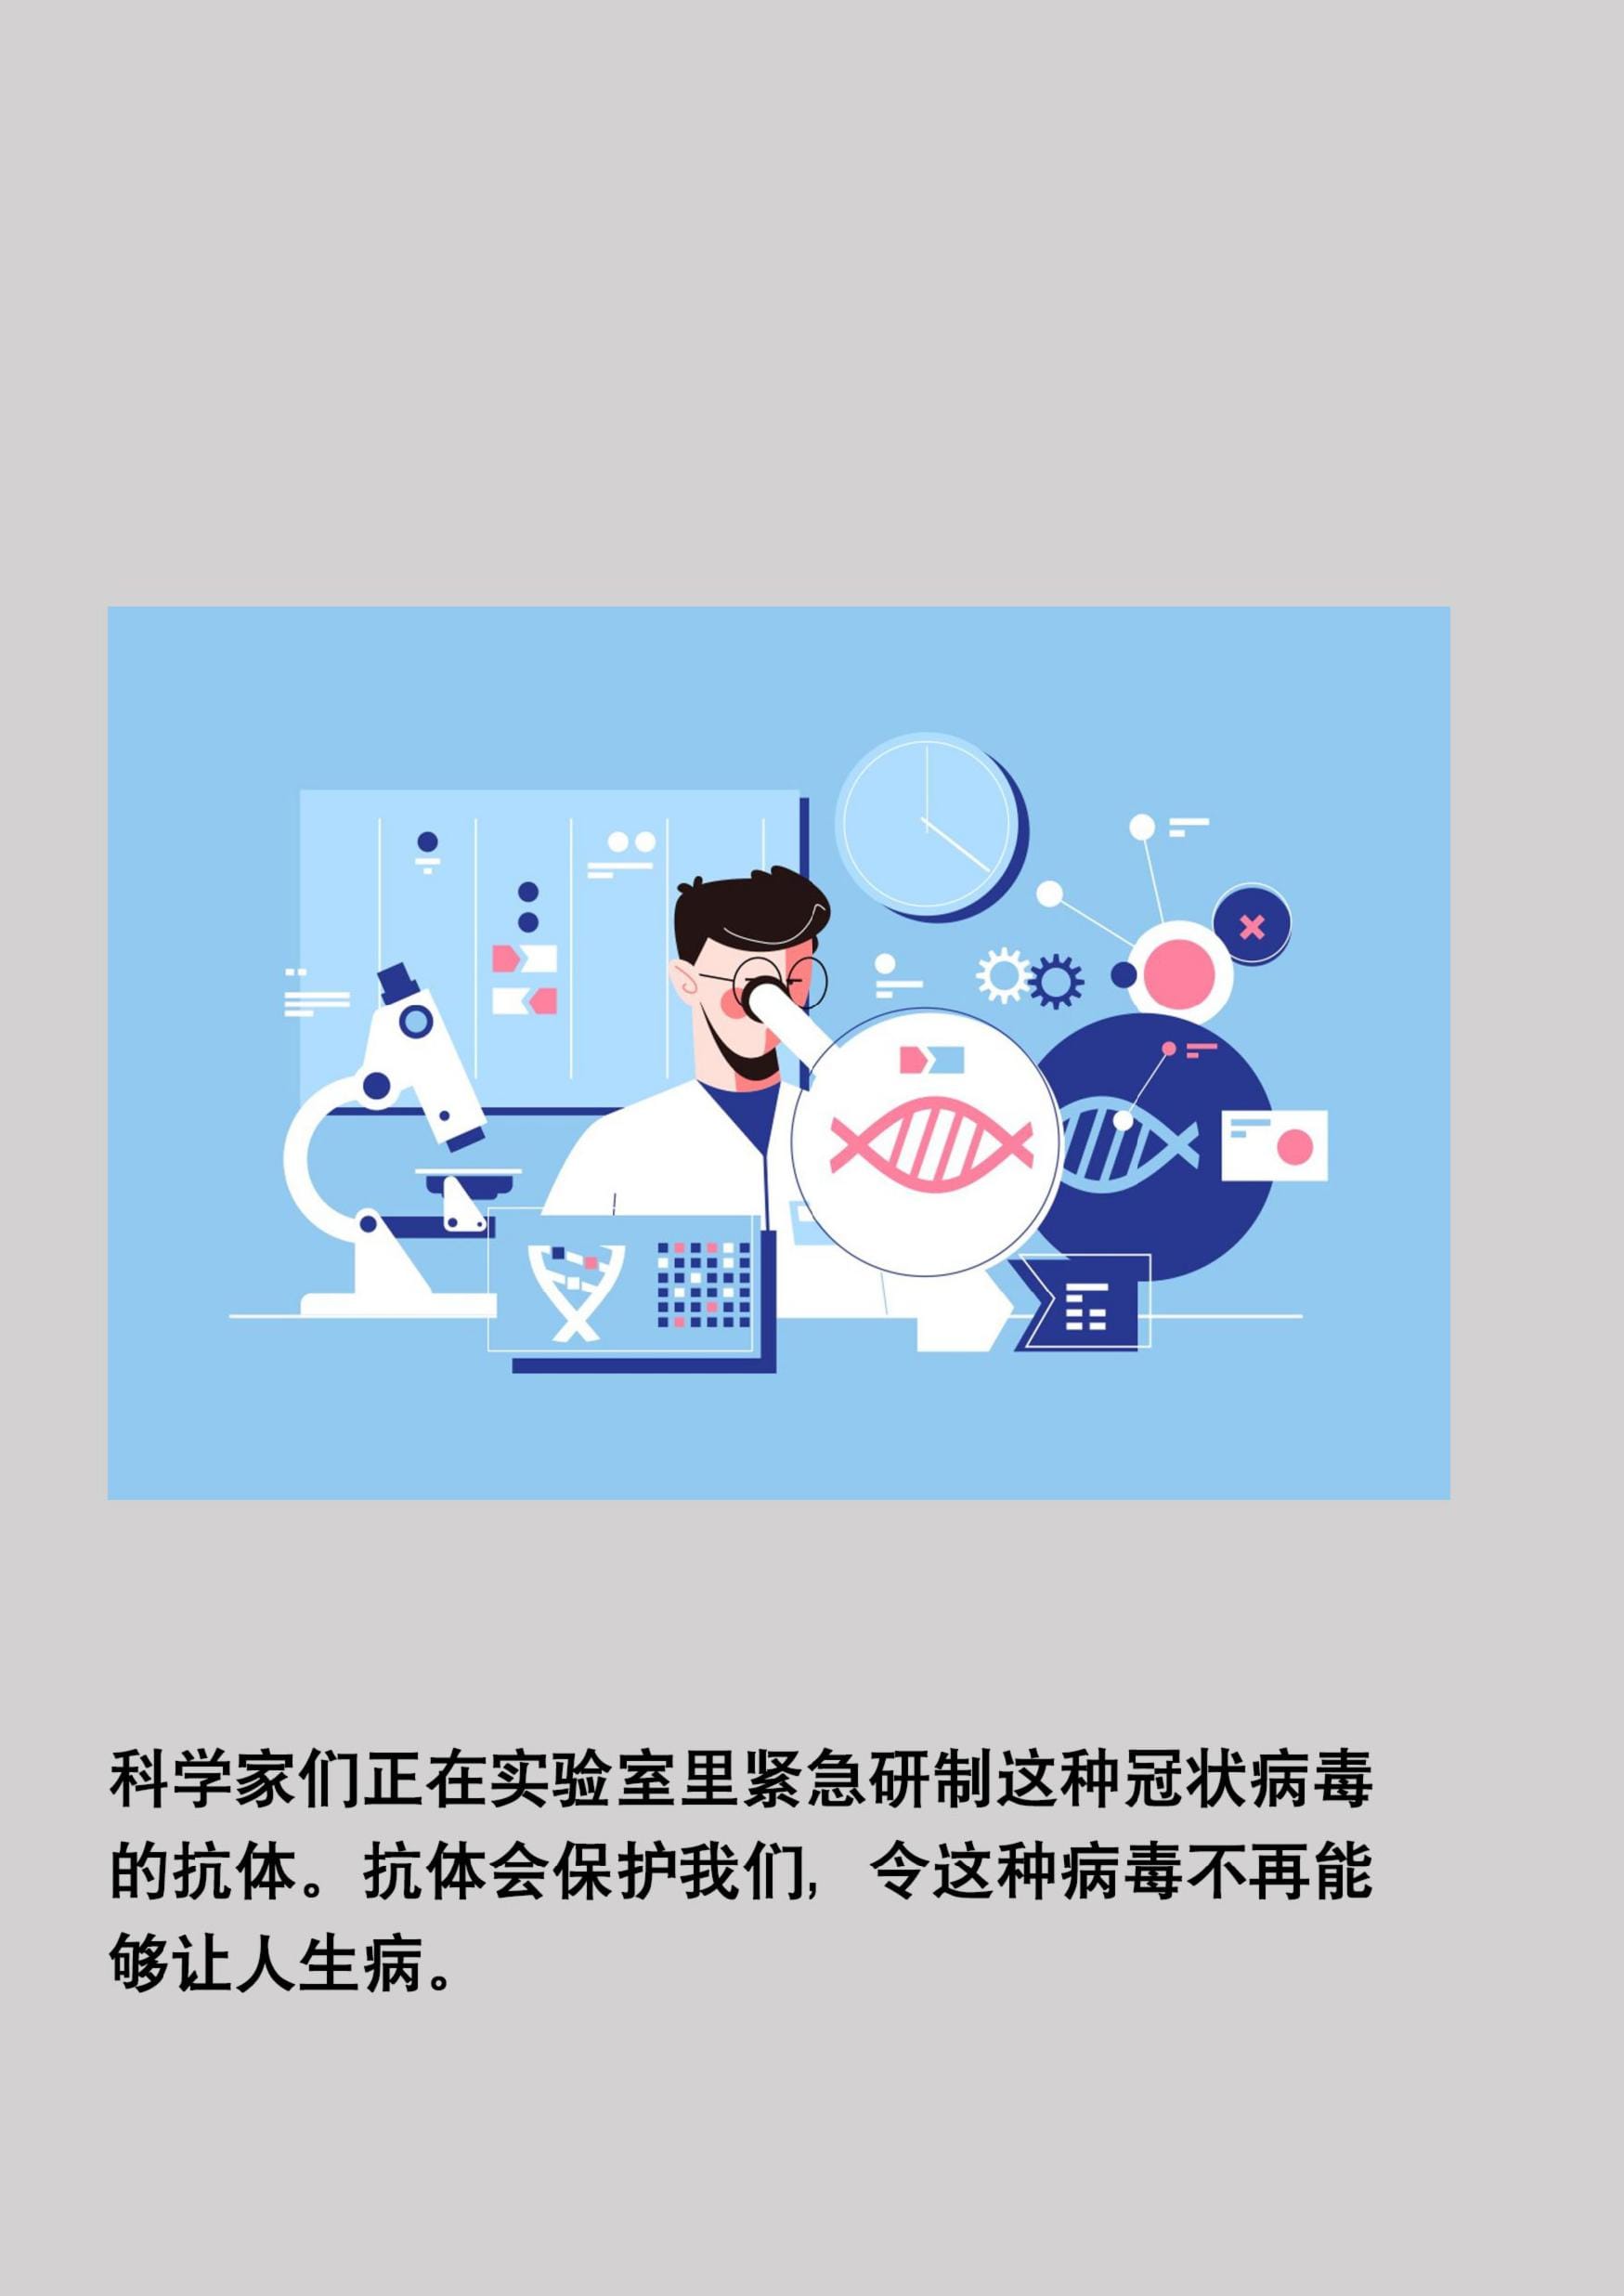 科学家们正在实验室里紧急研制这种冠状病毒
的抗体。抗体会保护我们，令这种病毒不再能
够让人生病。